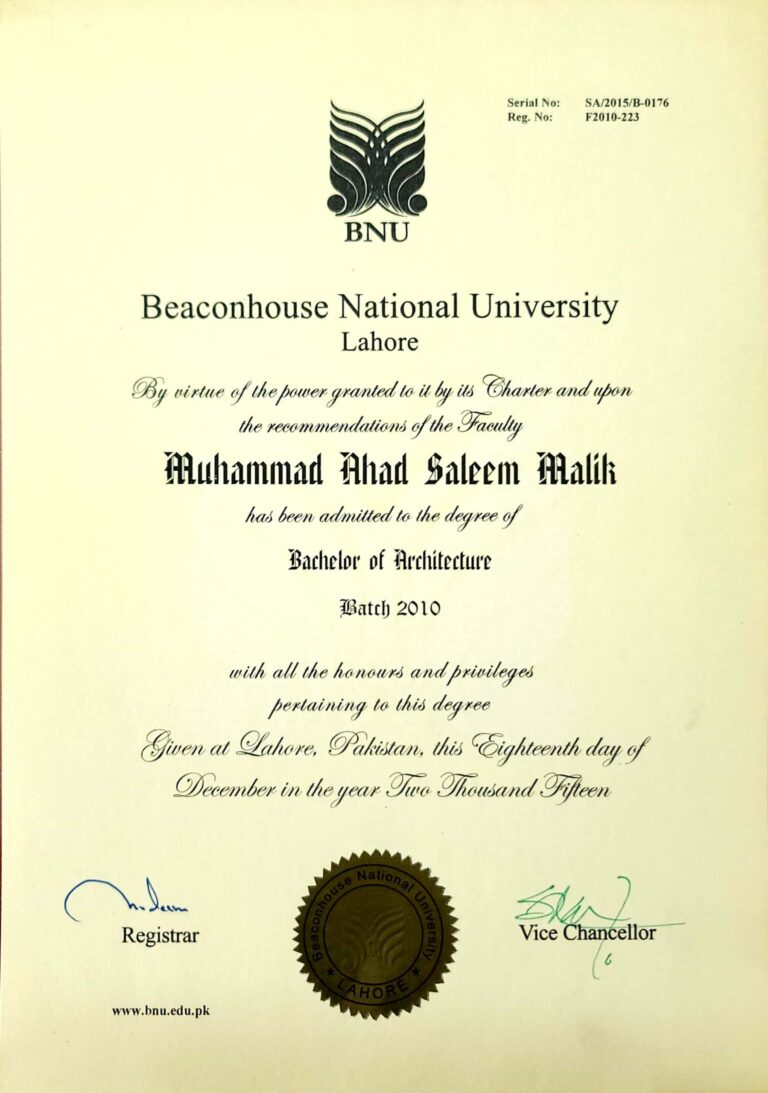 Serial No: SA/2015/B-0176
Reg. No: F2010-223
BNU
Beaconhouse National University
Lahore
By virtue of the power granted to it by its Charter and upon
the recommendations of the Faculty
Muhammad Ahad Saleem Malik
has been admitted to the degree of
Bachelor of Architecture
Batch 2010
with all the honours and privileges
pertaining to this degree
Given at Lahore, Pakistan, this Eighteenth day of
December in the year Two Thousand Fifteen
Beaconhouse National University
LAHORE
Registrar
Vice Chancellor
www.bnu.edu.pk